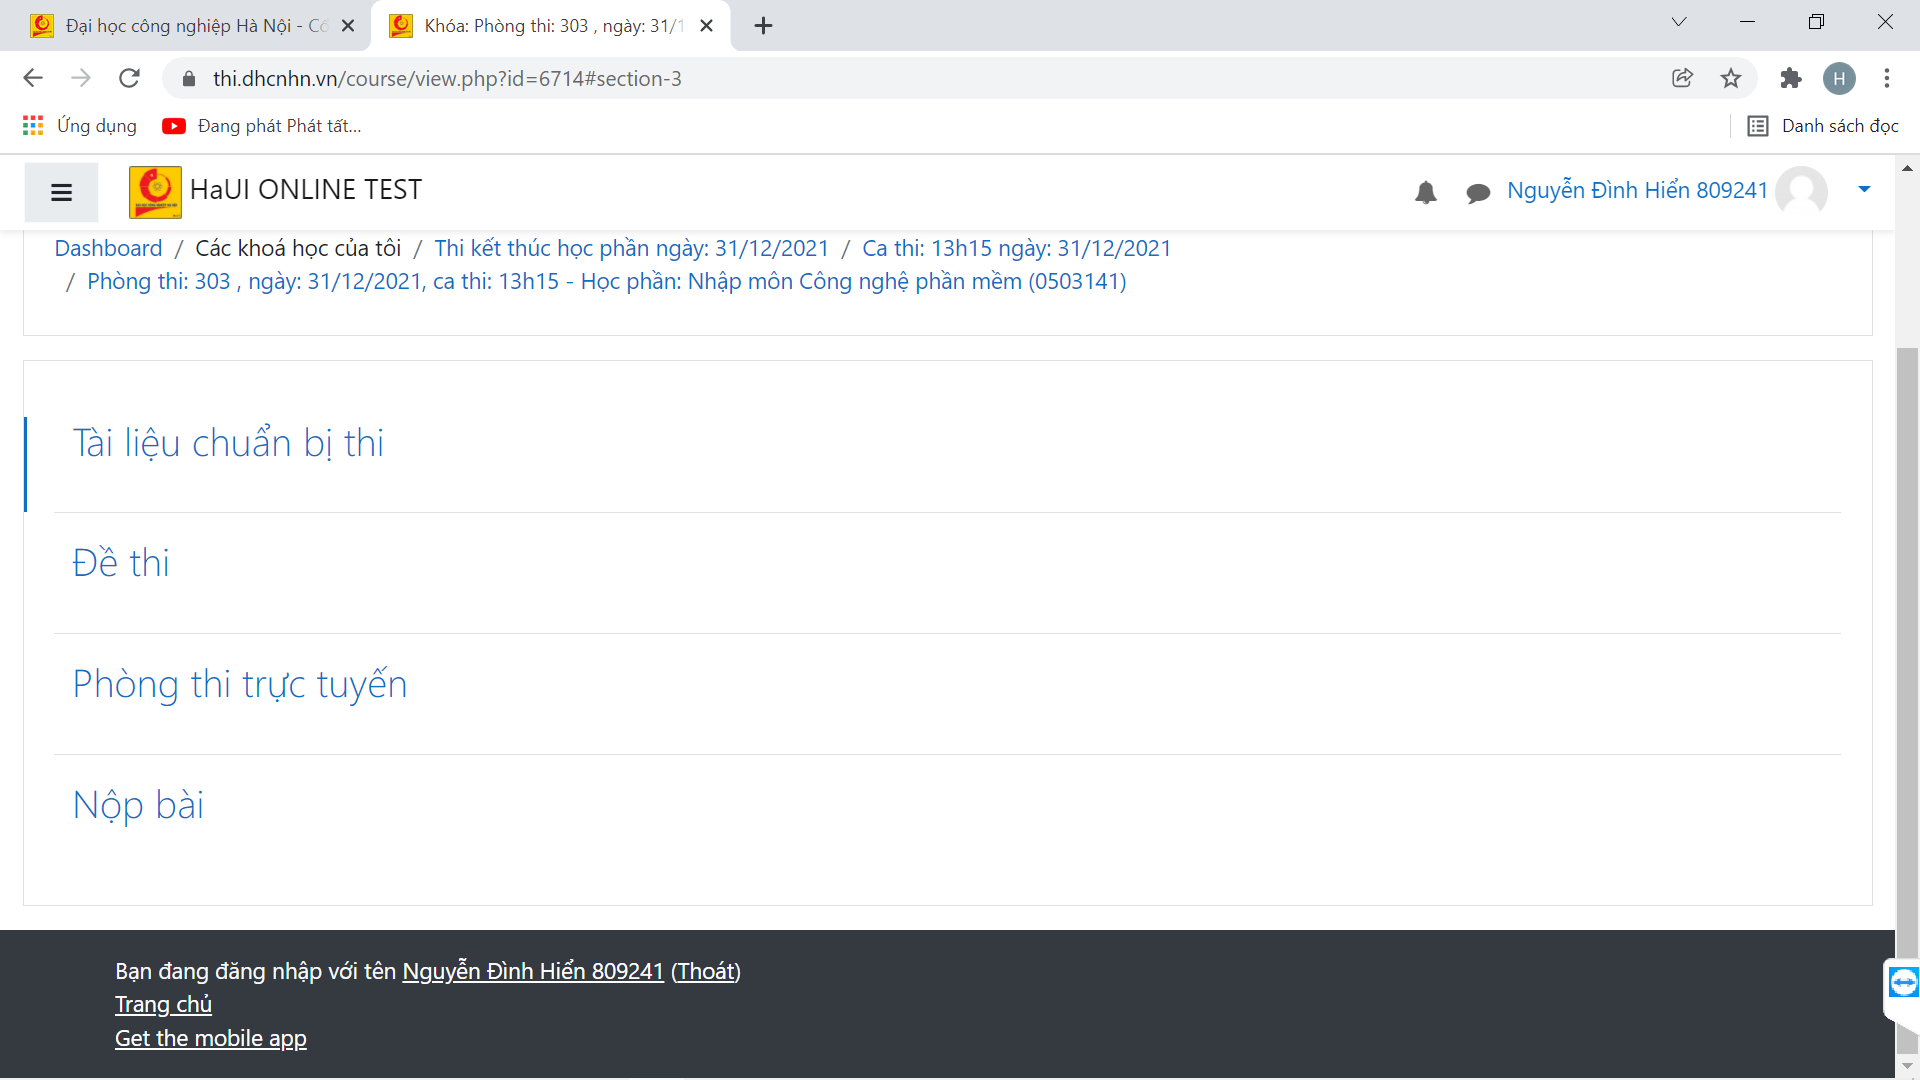 Đại học công nghiệp Hà Nội - Cổ
Khóa: Phòng thi: 303 , ngày: 31/1
thi.dhcnhn.vn/course/view.php?id=6714#section-3
H
Ứng dụng
Đang phát Phát tất...
Danh sách đọc
HaUI ONLINE TEST
Nguyễn Đình Hiển 809241
Dashboard / Các khoá học của tôi / Thi kết thúc học phần ngày: 31/12/2021 / Ca thi: 13h15 ngày: 31/12/2021
/ Phòng thi: 303 , ngày: 31/12/2021, ca thi: 13h15 - Học phần: Nhập môn Công nghệ phần mềm (0503141)
Tài liệu chuẩn bị thi
Đề thi
Phòng thi trực tuyến
Nộp bài
Bạn đang đăng nhập với tên Nguyễn Đình Hiển 809241 (Thoát)
Trang chủ
Get the mobile app